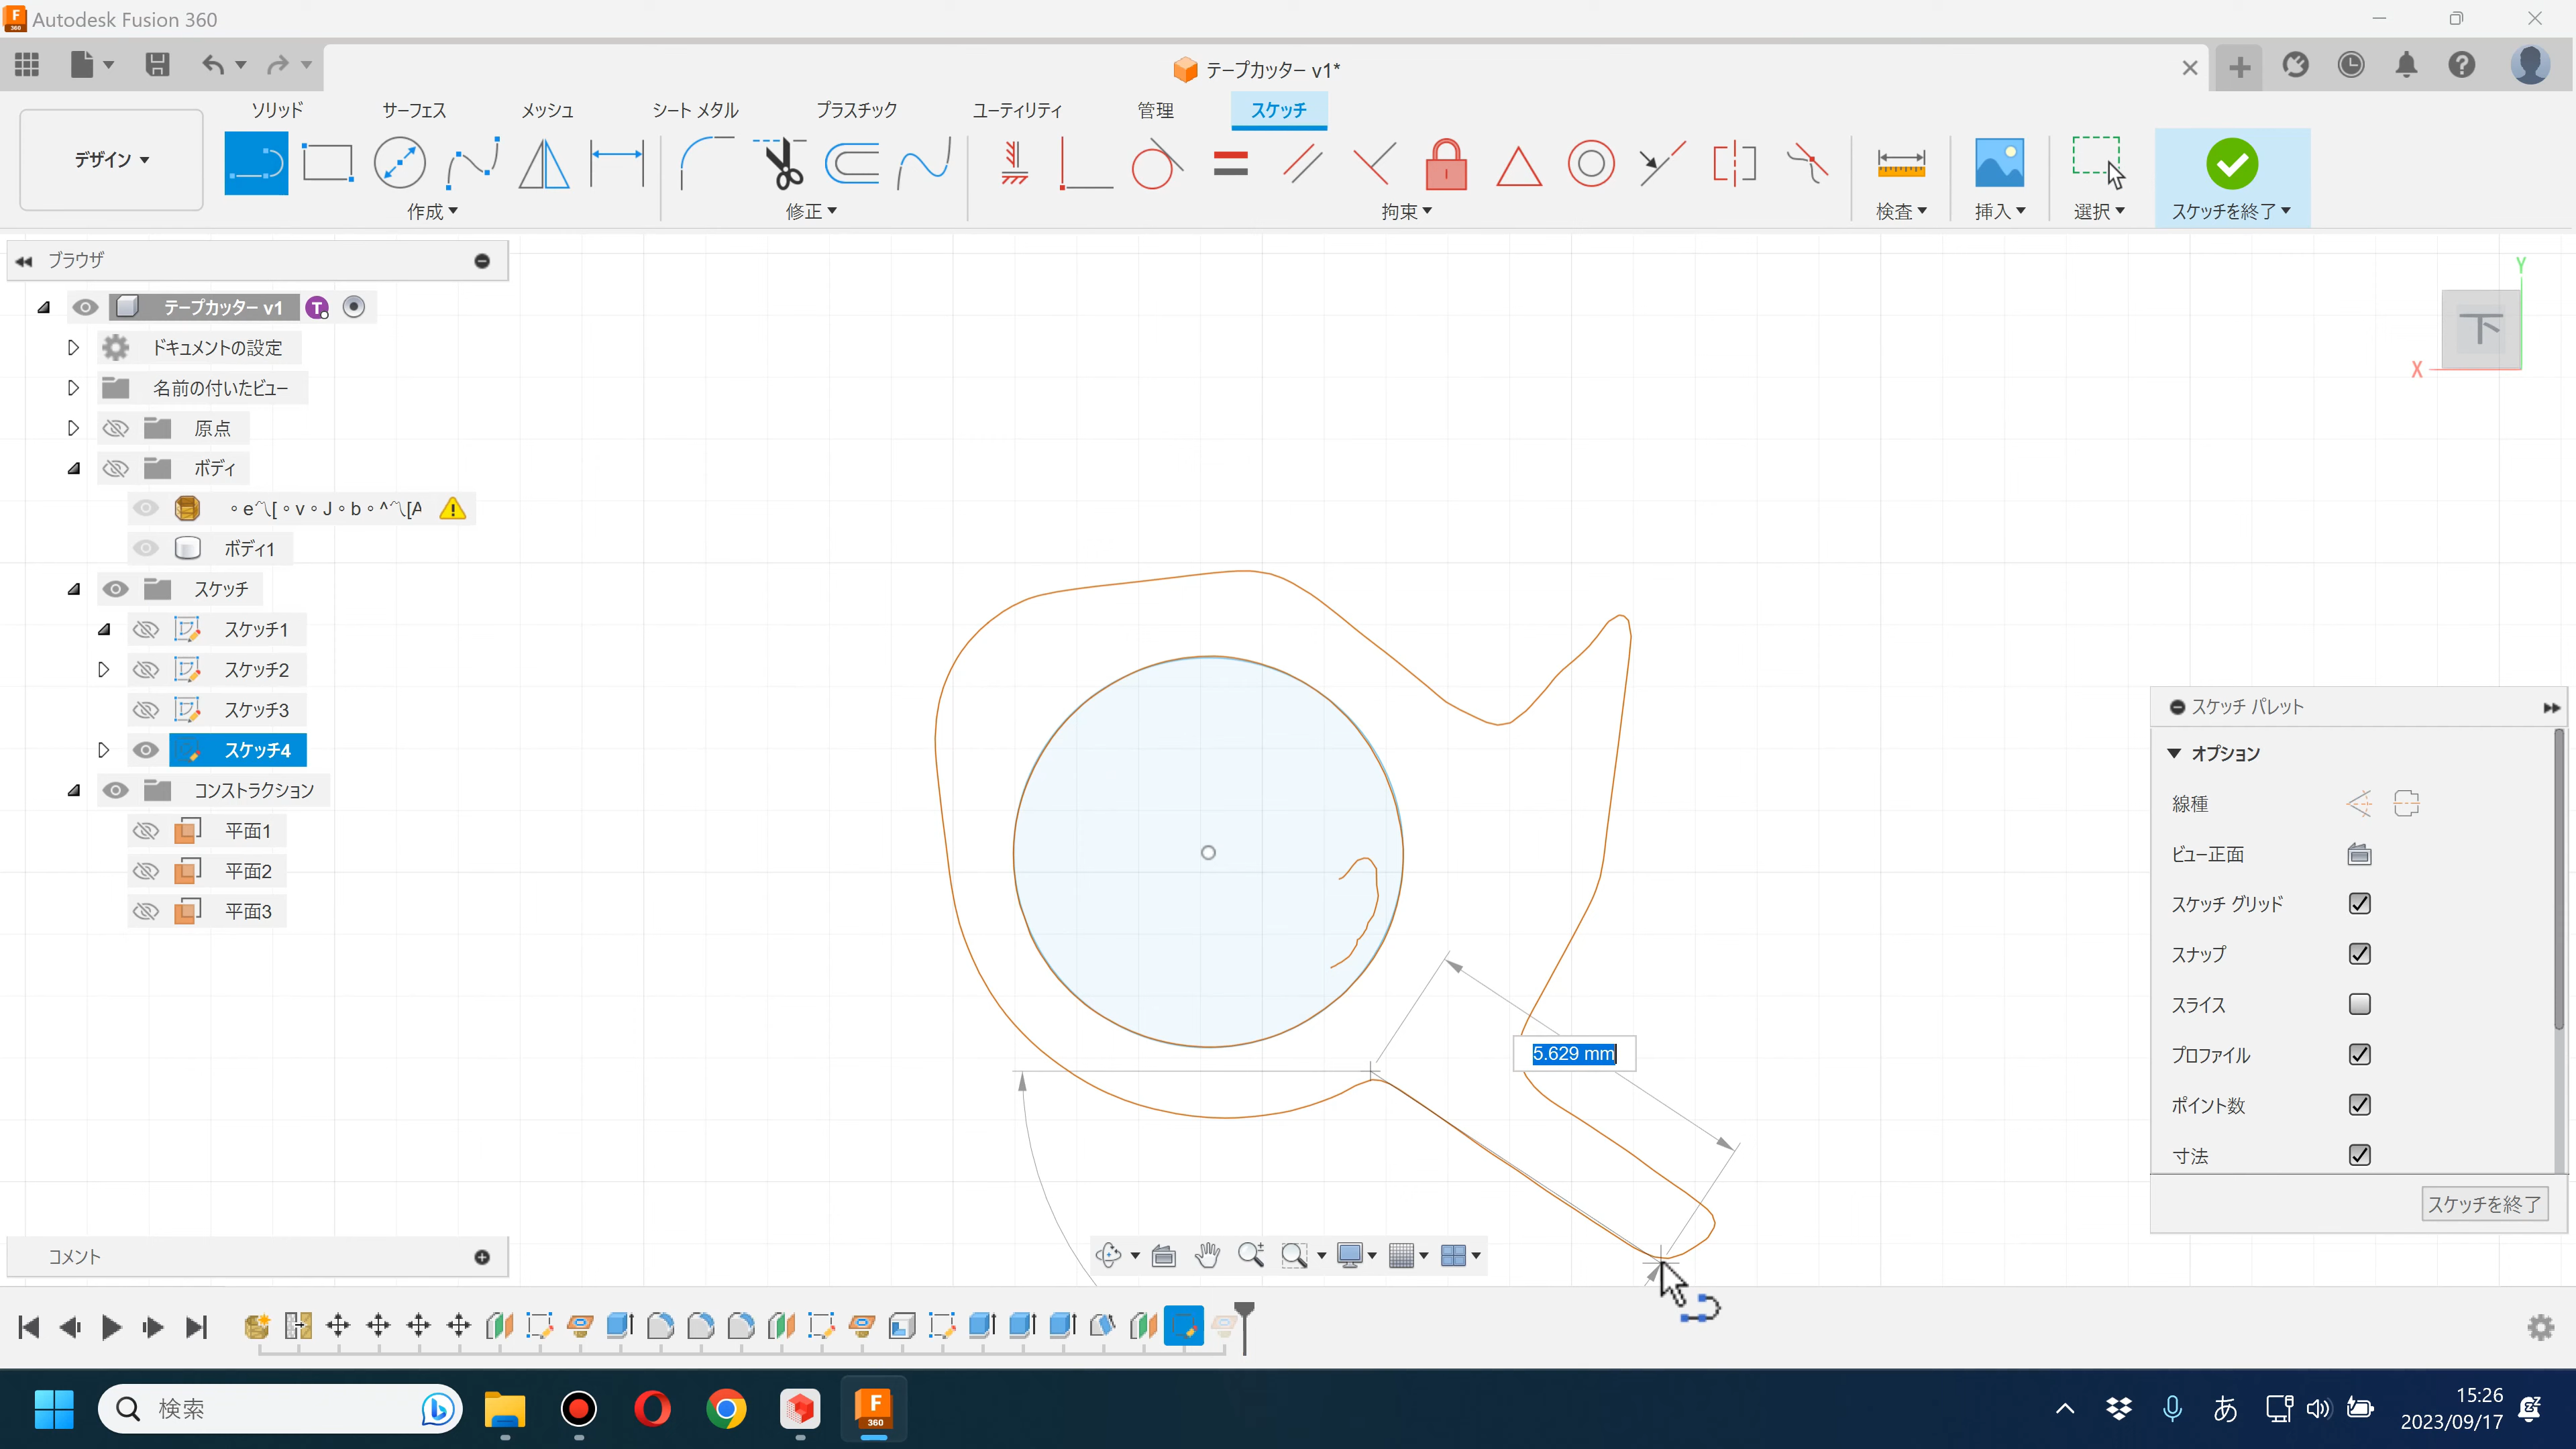 Autodesk Fusion 360
テープカッター v1*
ソリッド サーフェス メッシュ シート メタル プラスチック ユーティリティ 管理 スケッチ
デザイン
作成 修正 拘束 検査 挿入 選択 スケッチを終了
ブラウザ
テープカッター v1
ドキュメントの設定
名前の付いたビュー
原点
ボディ
ボディ1
スケッチ
スケッチ1
スケッチ2
スケッチ3
スケッチ4
コンストラクション
平面1
平面2
平面3
コメント
Y
下
X
5.629 mm
スケッチ パレット
オプション
線種
ビュー正面
スケッチ グリッド
スナップ
スライス
プロファイル
ポイント数
寸法
スケッチを終了
検索
あ
15:26
2023/09/17